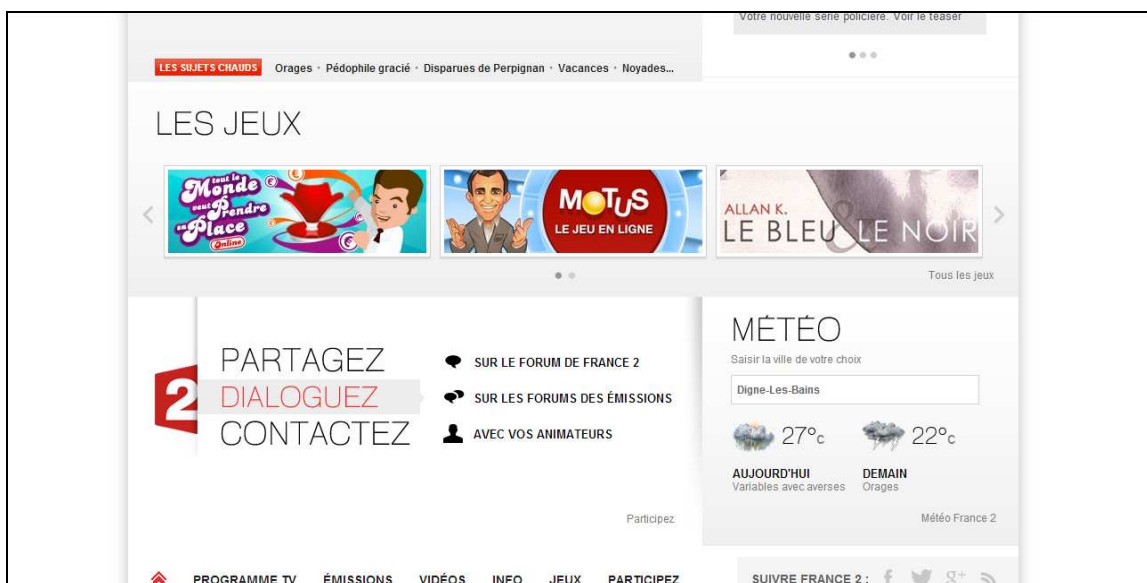 Votre nouvelle série policière. Voir le teaser
LES SUJETS CHAUDS Orages · Pédophile gracié · Disparues de Perpignan · Vacances · Noyades...
LES JEUX
tout le
Monde
veut Prendre
sa Place
Online
MOTUS
LE JEU EN LIGNE
ALLAN K.
LE BLEU & LE NOIR
Tous les jeux
2
PARTAGEZ
DIALOGUEZ
CONTACTEZ
SUR LE FORUM DE FRANCE 2
SUR LES FORUMS DES ÉMISSIONS
AVEC VOS ANIMATEURS
Participez
MÉTÉO
Saisir la ville de votre choix
Digne-Les-Bains
27°c 22°c
AUJOURD'HUI DEMAIN
Variables avec averses Orages
Météo France 2
PROGRAMME TV ÉMISSIONS VIDÉOS INFO JEUX PARTICIPEZ
SUIVRE FRANCE 2 :